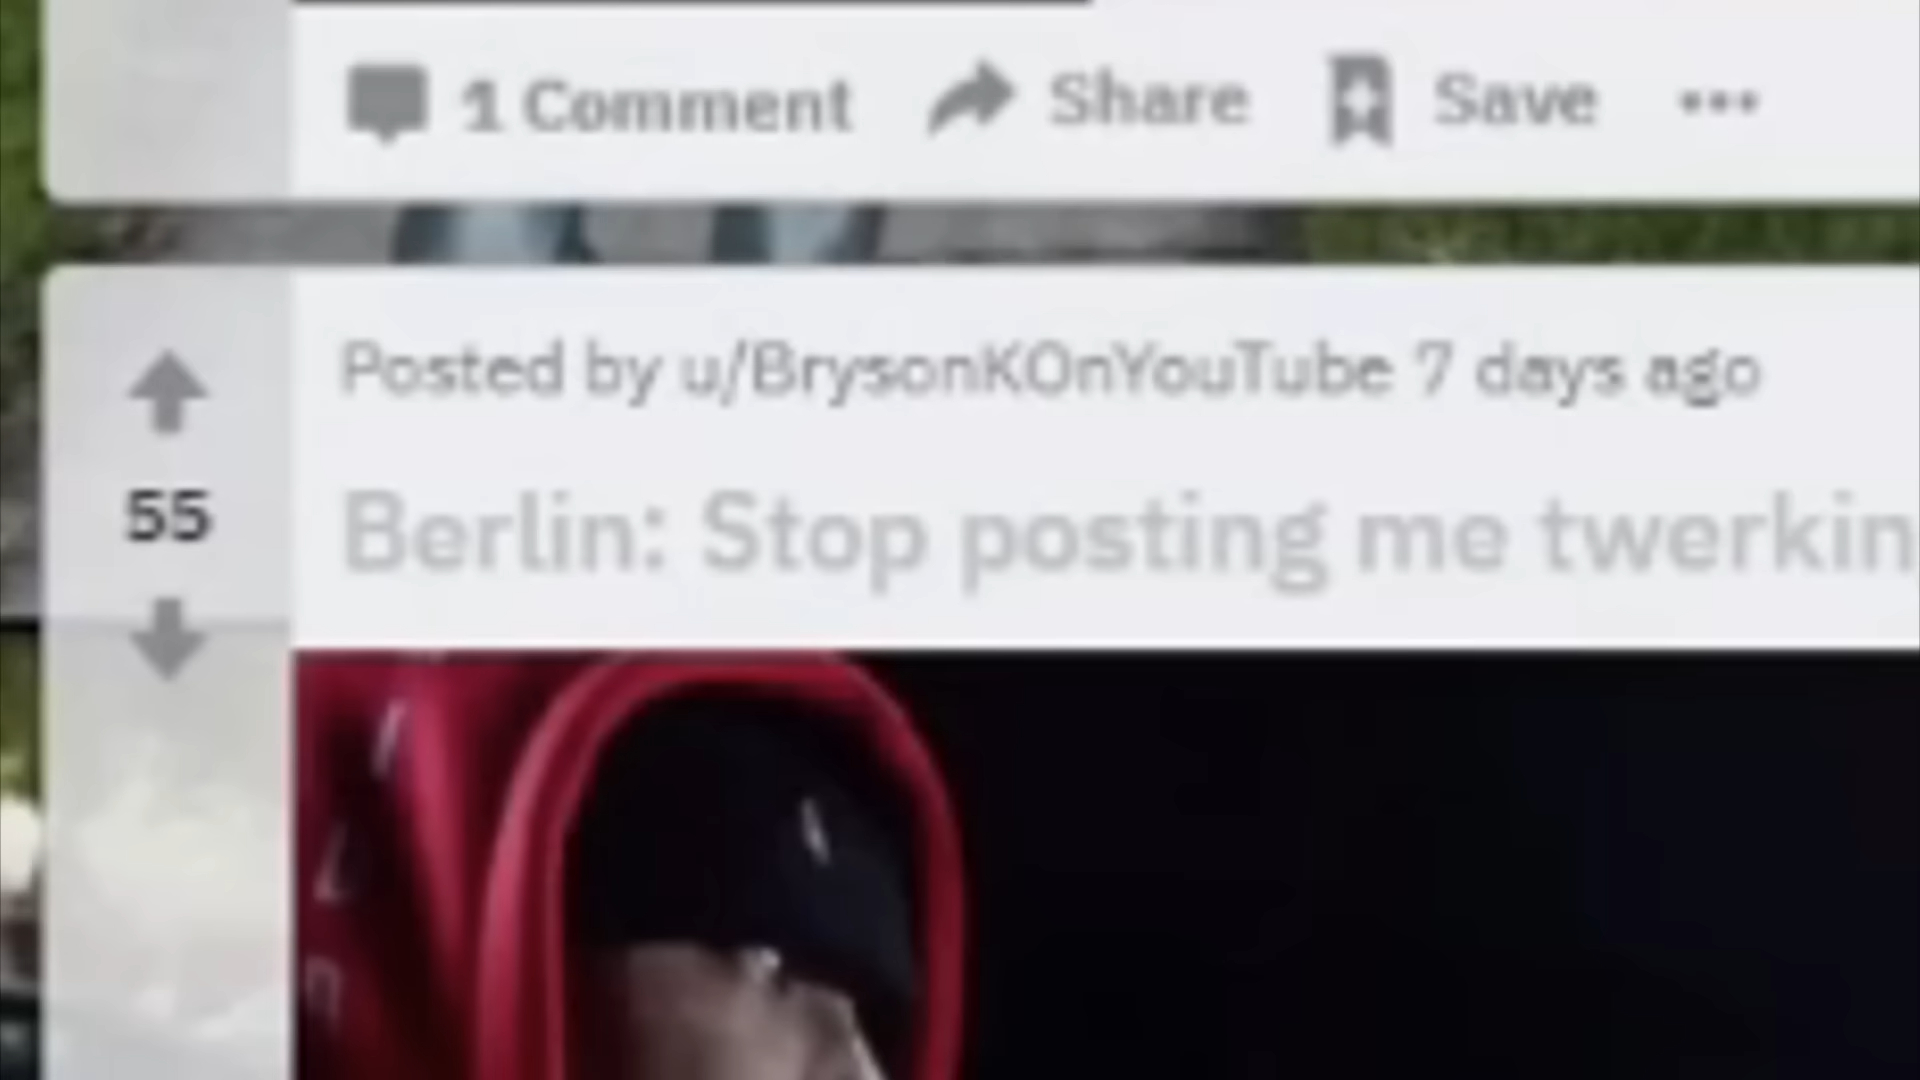 1 Comment Share Save ...
Posted by u/BrysonKOnYouTube 7 days ago
55
Berlin: Stop posting me twerkin